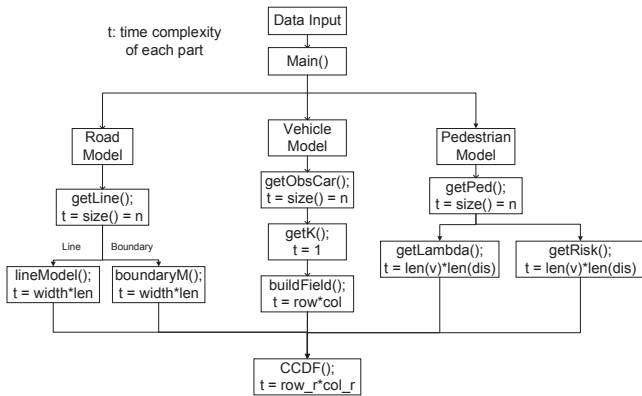 Data Input
t: time complexity
of each part
Main()
Road
Model
Vehicle
Model
Pedestrian
Model
getLine();
t = size() = n
getObsCar();
t = size() = n
getPed();
t = size() = n
Line
Boundary
getK();
t = 1
lineModel();
t = width*len
boundaryM();
t = width*len
buildField();
t = row*col
getLambda();
t = len(v)*len(dis)
getRisk();
t = len(v)*len(dis)
CCDF();
t = row_r*col_r